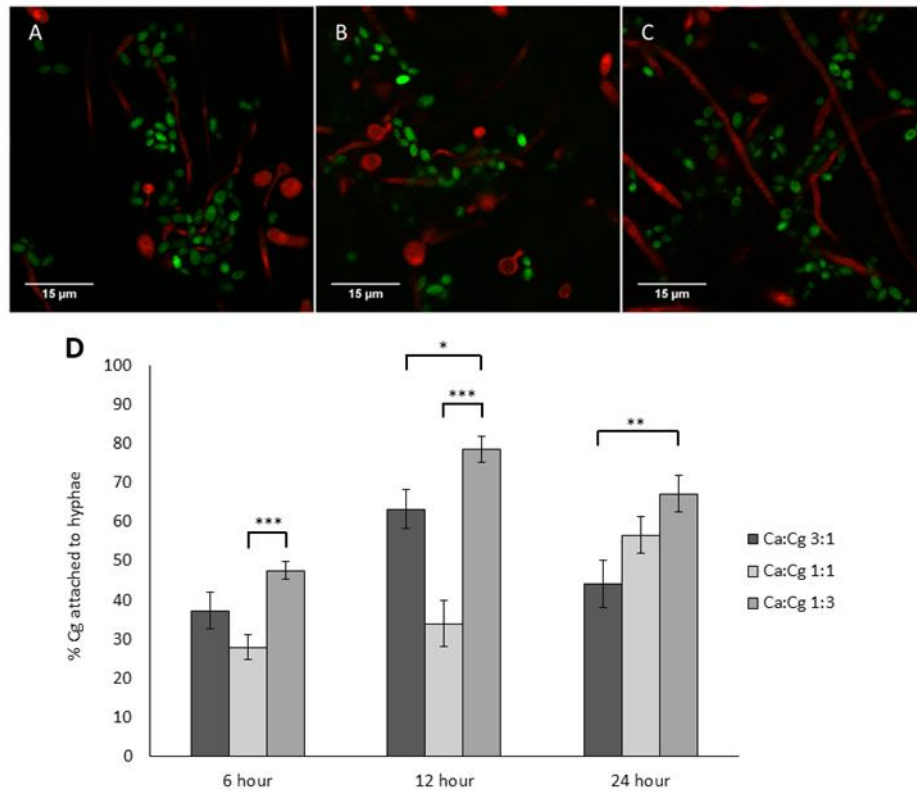 A
B
C
15 µm
15 µm
15 µm
D
% Cg attached to hyphae
100
90
80
70
60
50
40
30
20
10
0
***
*
***
**
6 hour
12 hour
24 hour
Ca:Cg 3:1
Ca:Cg 1:1
Ca:Cg 1:3